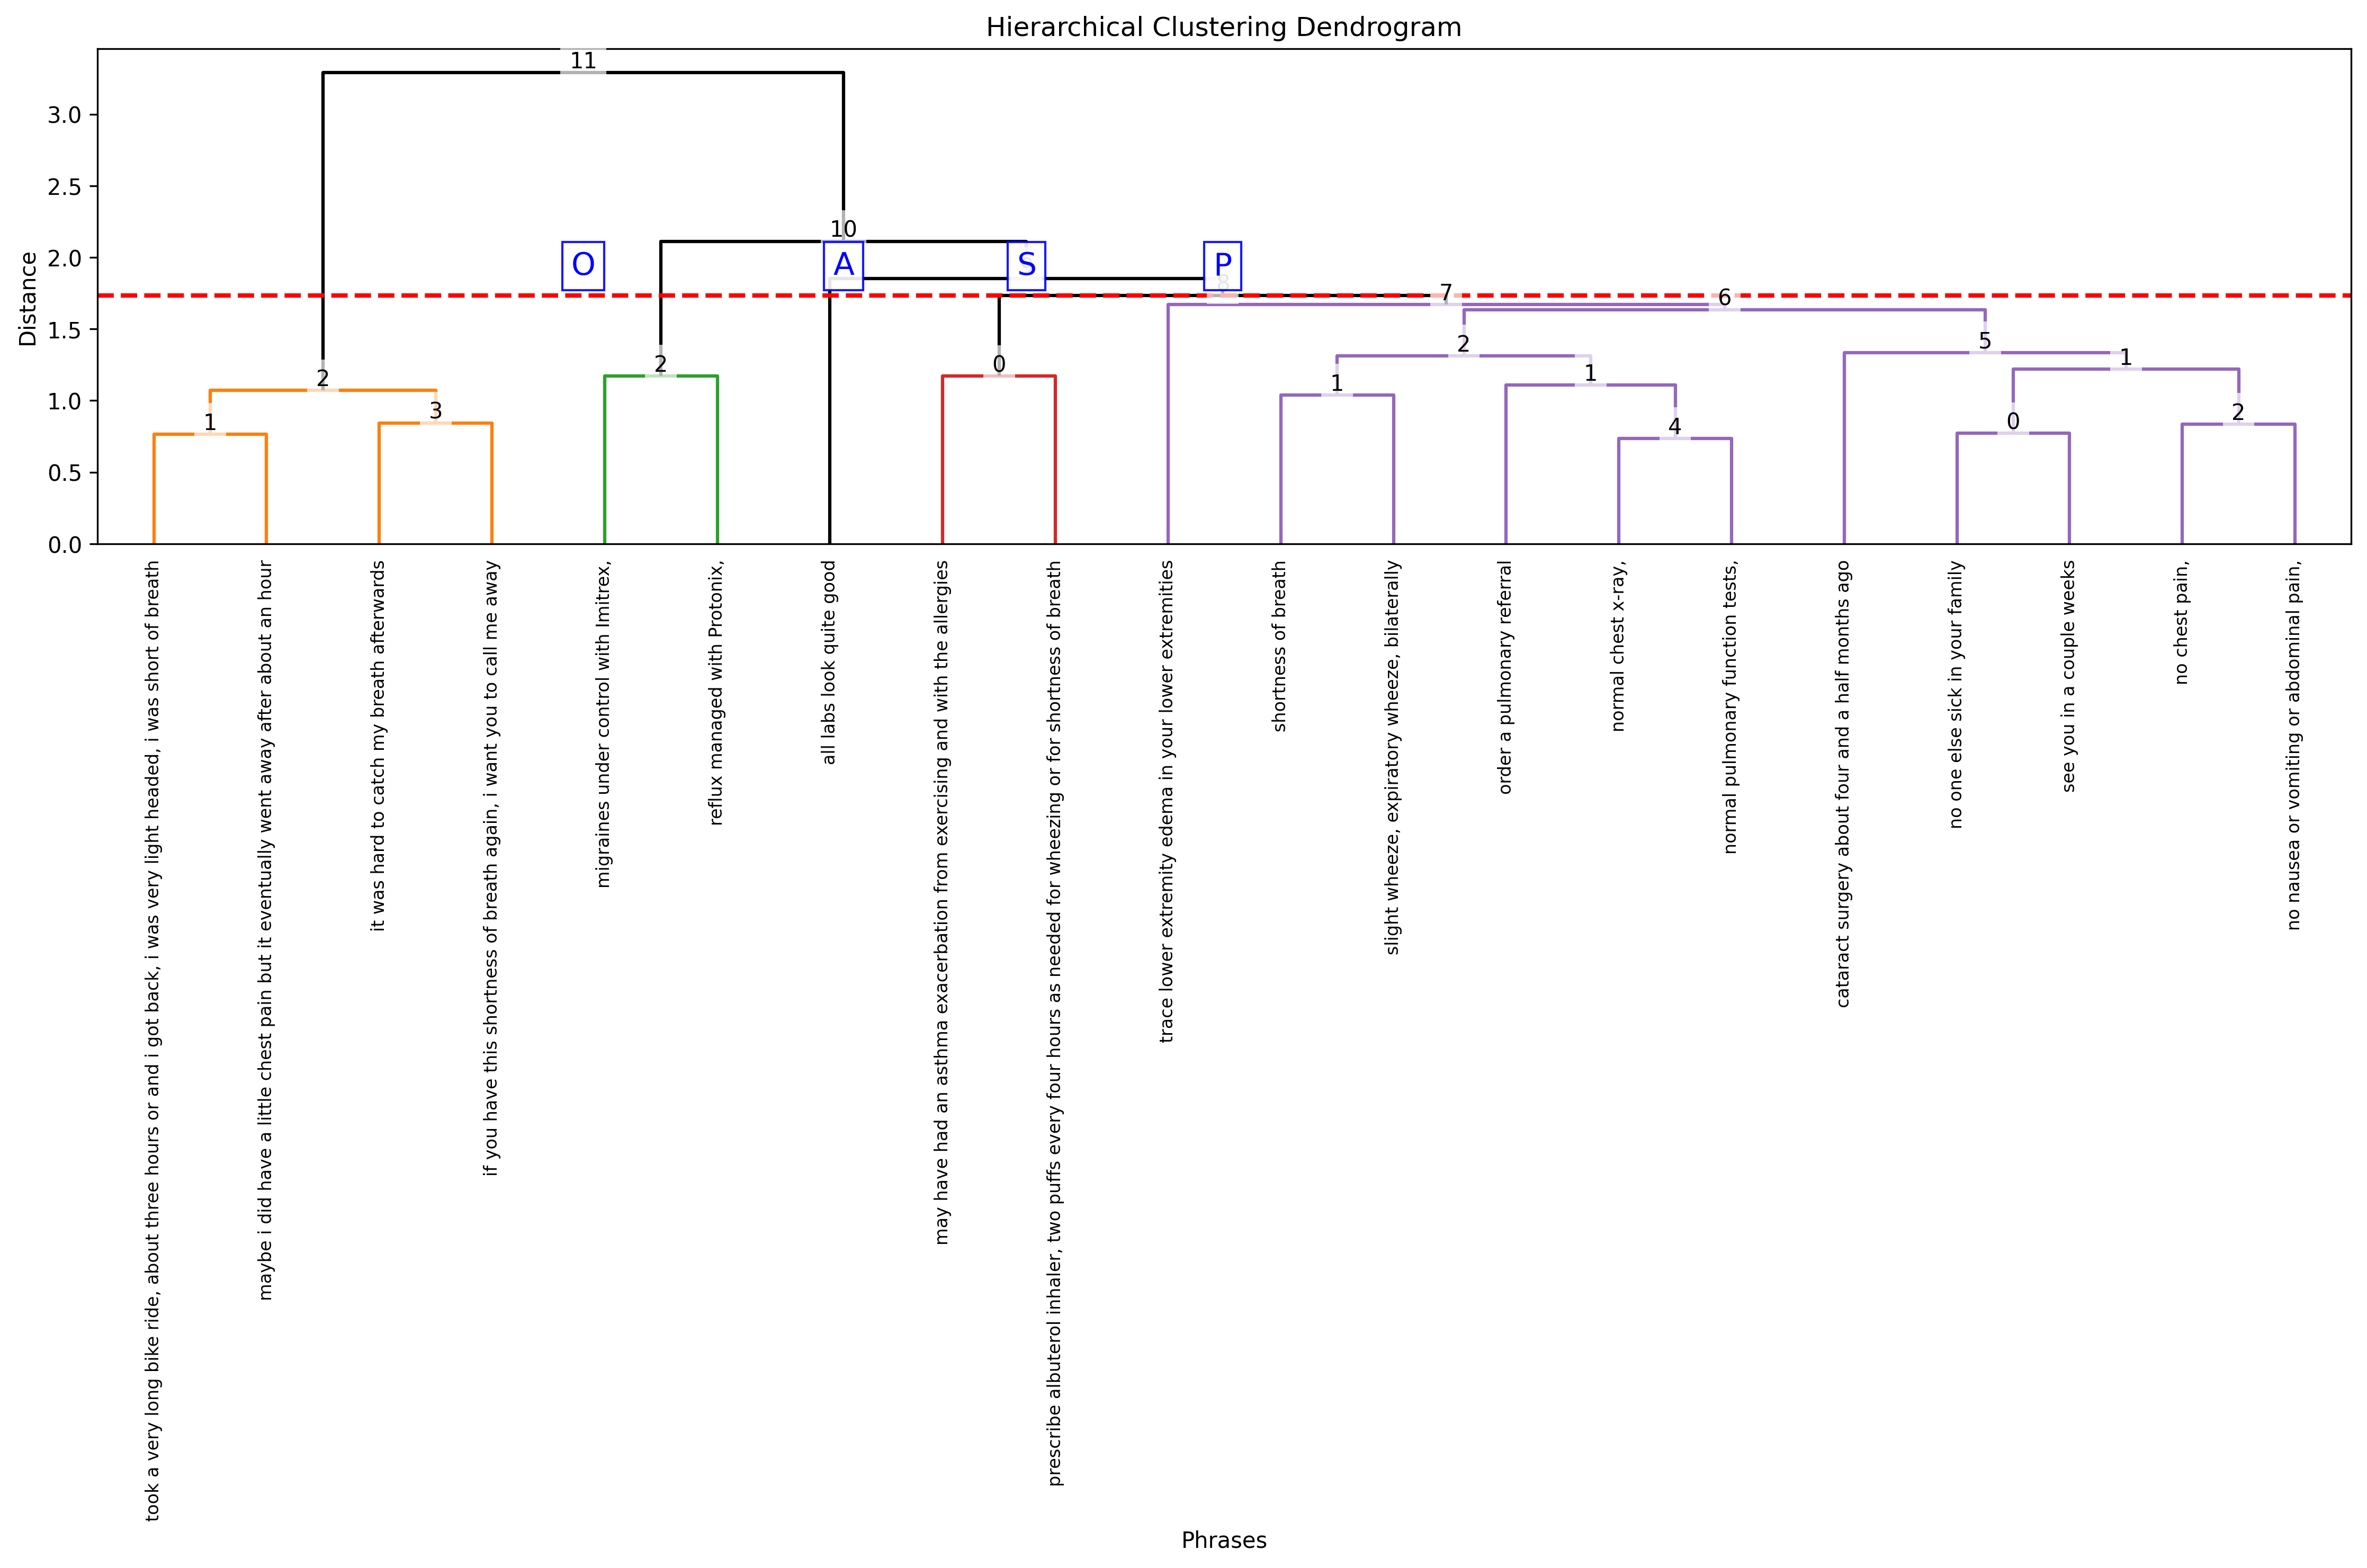 Hierarchical Clustering Dendrogram
11
3.0
2.5
10
2.0
O
A
S
P
8
7
6
1.5
5
2
1
2
2
0
1
1
1.0
3
2
1
4
0
0.5
0.0
Distance
took a very long bike ride, about three hours or and i got back, i was very light headed, i was short of breath
maybe i did have a little chest pain but it eventually went away after about an hour
it was hard to catch my breath afterwards
if you have this shortness of breath again, i want you to call me away
migraines under control with Imitrex,
reflux managed with Protonix,
all labs look quite good
may have had an asthma exacerbation from exercising and with the allergies
prescribe albuterol inhaler, two puffs every four hours as needed for wheezing or for shortness of breath
trace lower extremity edema in your lower extremities
shortness of breath
slight wheeze, expiratory wheeze, bilaterally
order a pulmonary referral
normal chest x-ray,
normal pulmonary function tests,
cataract surgery about four and a half months ago
no one else sick in your family
see you in a couple weeks
no chest pain,
no nausea or vomiting or abdominal pain,
Phrases